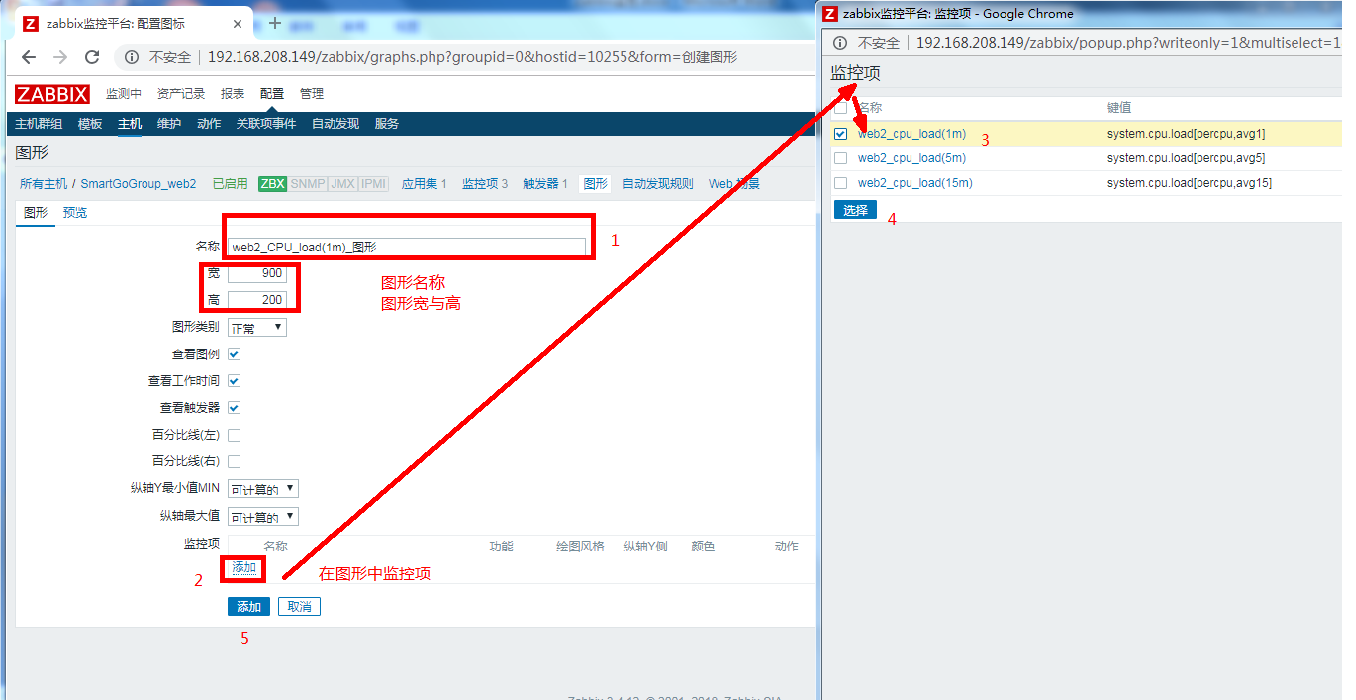 zabbix监控平台: 配置图标
不安全 | 192.168.208.149/zabbix/graphs.php?groupid=0&hostid=10255&form=创建图形
ZABBIX 监测中 资产记录 报表 配置 管理
主机群组 模板 主机 维护 动作 关联项事件 自动发现 服务
图形
所有主机 / SmartGoGroup_web2 已启用 ZBX SNMP JMX IPMI 应用集 1 监控项 3 触发器 1 图形 自动发现规则 Web 场景
图形 预览
名称 web2_CPU_load(1m)_图形 1
宽 900
高 200
图形名称
图形宽与高
图形类别 正常
查看图例
查看工作时间
查看触发器
百分比线(左)
百分比线(右)
纵轴Y最小值MIN 可计算的
纵轴最大值 可计算的
监控项 名称 功能 绘图风格 纵轴Y侧 颜色 动作
2 添加 在图形中监控项
添加 取消
5
zabbix监控平台: 监控项 - Google Chrome
不安全 | 192.168.208.149/zabbix/popup.php?writeonly=1&multiselect=1
监控项
名称 键值
web2_cpu_load(1m) 3 system.cpu.load[percpu,avg1]
web2_cpu_load(5m) system.cpu.load[percpu,avg5]
web2_cpu_load(15m) system.cpu.load[percpu,avg15]
选择 4